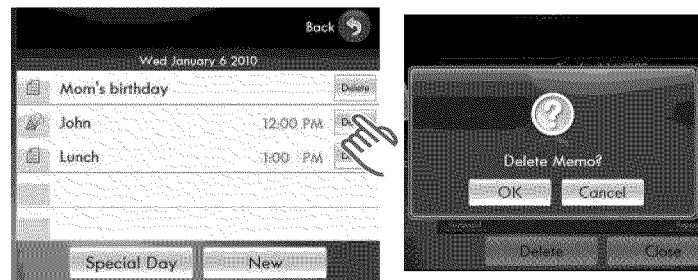 Back
Wed January 6 2010
Mom's birthday Delete
John 12:00 PM
Lunch 1:00 PM
Special Day New
Delete Memo?
OK Cancel
Delete Close